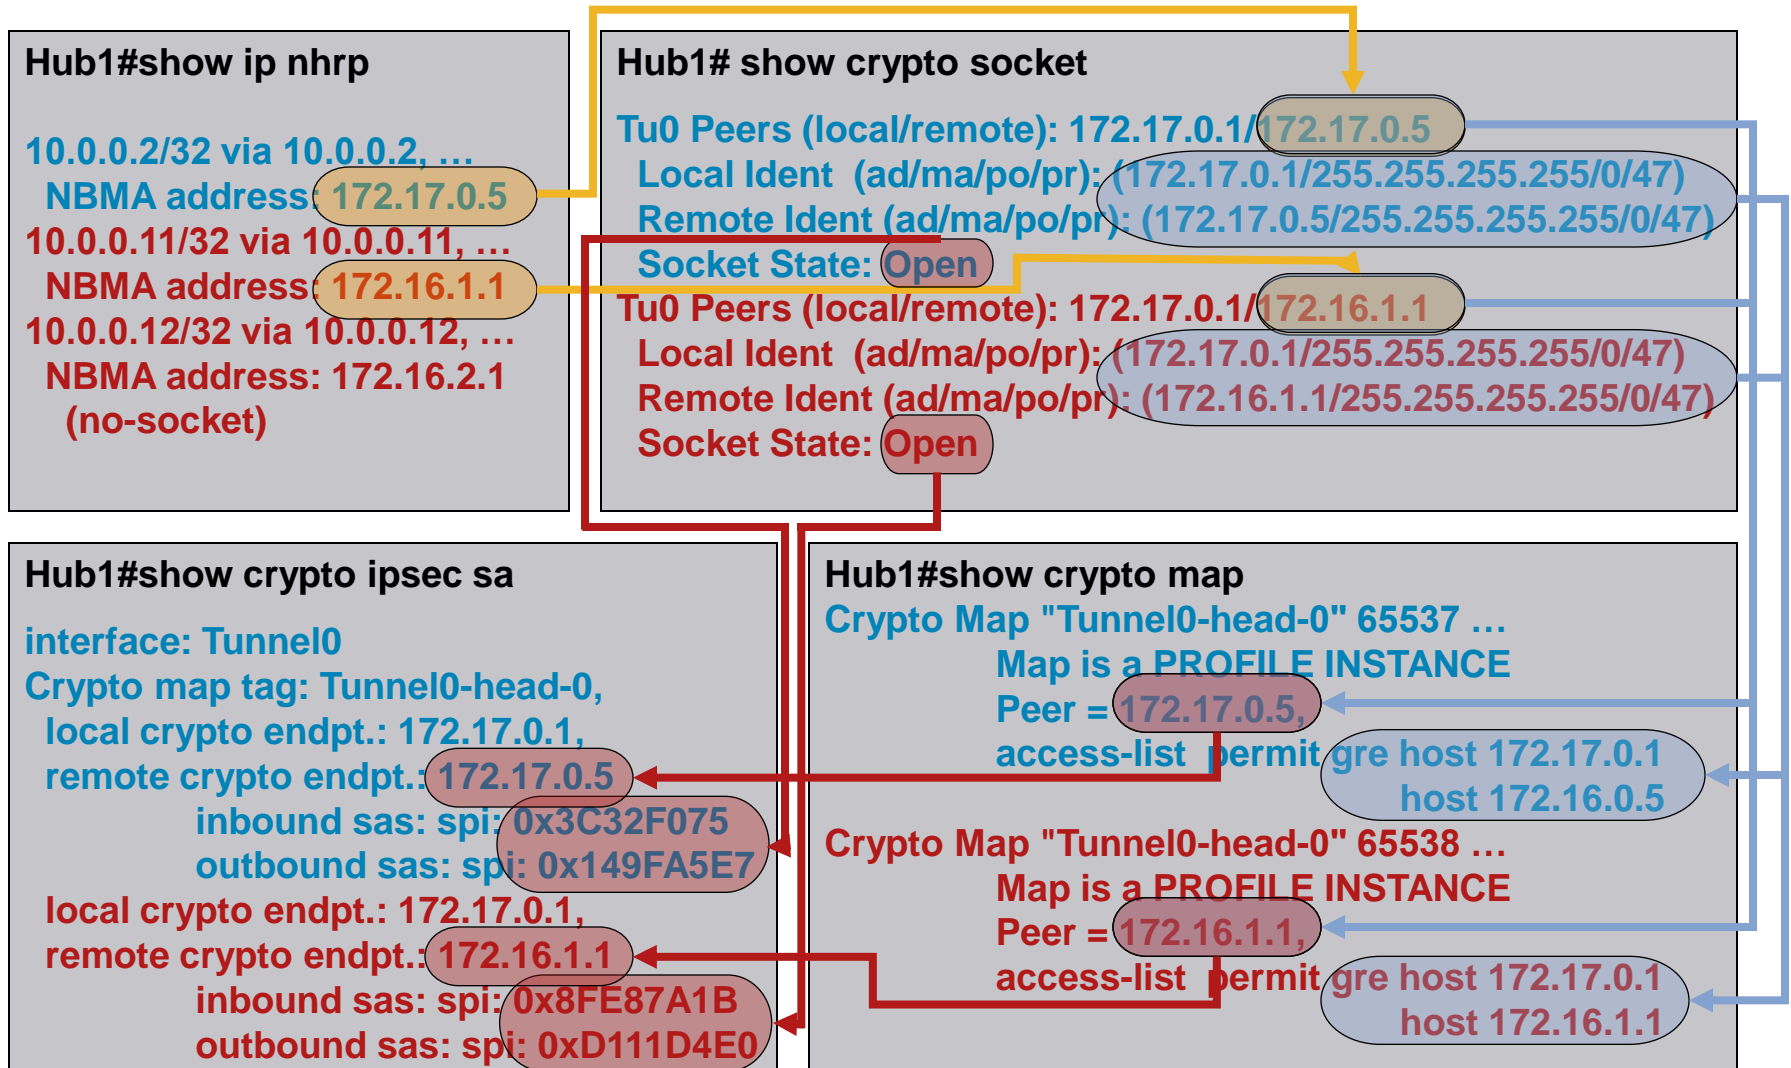 Hub1#show ip nhrp
10.0.0.2/32 via 10.0.0.2, …
NBMA address: 172.17.0.5
10.0.0.11/32 via 10.0.0.11, …
NBMA address: 172.16.1.1
10.0.0.12/32 via 10.0.0.12, …
NBMA address: 172.16.2.1
(no-socket)
Hub1# show crypto socket
Tu0 Peers (local/remote): 172.17.0.1/172.17.0.5
Local Ident (ad/ma/po/pr): (172.17.0.1/255.255.255.255/0/47)
Remote Ident (ad/ma/po/pr): (172.17.0.5/255.255.255.255/0/47)
Socket State: Open
Tu0 Peers (local/remote): 172.17.0.1/172.16.1.1
Local Ident (ad/ma/po/pr): (172.17.0.1/255.255.255.255/0/47)
Remote Ident (ad/ma/po/pr): (172.16.1.1/255.255.255.255/0/47)
Socket State: Open
Hub1#show crypto ipsec sa
interface: Tunnel0
Crypto map tag: Tunnel0-head-0,
local crypto endpt.: 172.17.0.1,
remote crypto endpt.: 172.17.0.5
inbound sas: spi: 0x3C32F075
outbound sas: spi: 0x149FA5E7
local crypto endpt.: 172.17.0.1,
remote crypto endpt.: 172.16.1.1
inbound sas: spi: 0x8FE87A1B
outbound sas: spi: 0xD111D4E0
Hub1#show crypto map
Crypto Map "Tunnel0-head-0" 65537 …
Map is a PROFILE INSTANCE
Peer = 172.17.0.5,
access-list permit gre host 172.17.0.1
host 172.16.0.5
Crypto Map "Tunnel0-head-0" 65538 …
Map is a PROFILE INSTANCE
Peer = 172.16.1.1,
access-list permit gre host 172.17.0.1
host 172.16.1.1